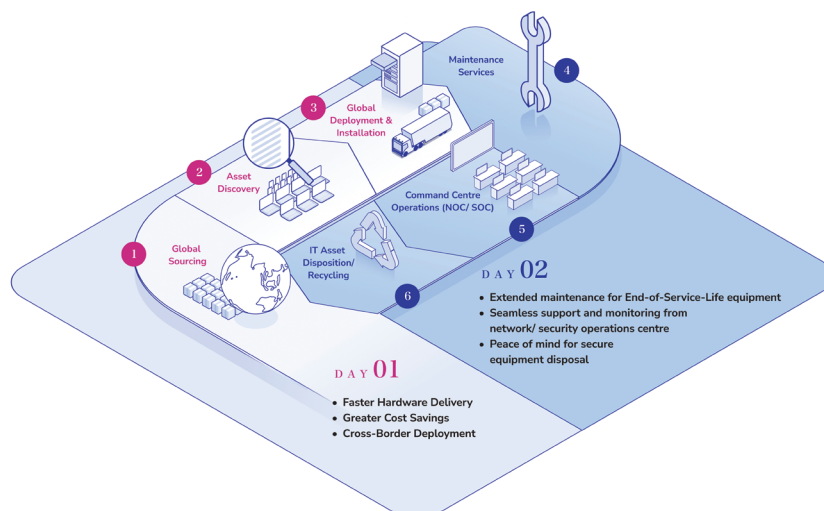 Maintenance
Services
4
3
Global
Deployment &
Installation
2
Asset
Discovery
Command Centre
Operations (NOC/ SOC)
1
Global
Sourcing
IT Asset
Disposition/
Recycling
5
6
DAY 02
• Extended maintenance for End-of-Service-Life equipment
• Seamless support and monitoring from
network/ security operations centre
• Peace of mind for secure
equipment disposal
DAY 01
• Faster Hardware Delivery
• Greater Cost Savings
• Cross-Border Deployment